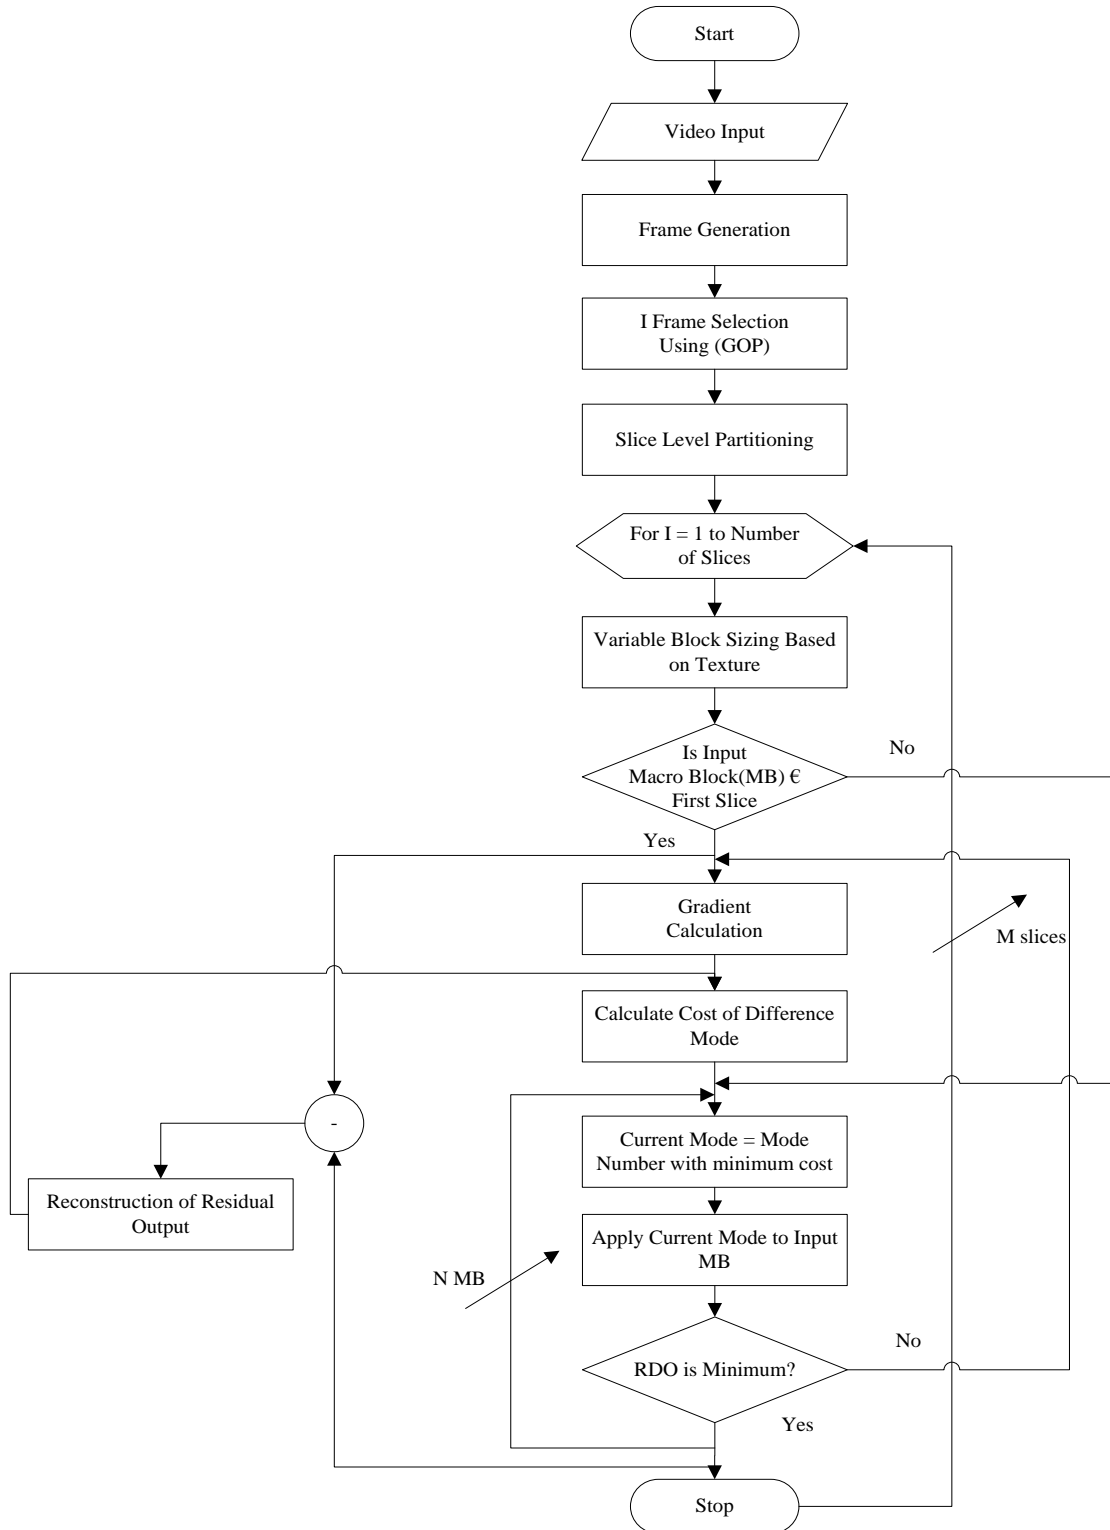 Start
Video Input
Frame Generation
I Frame Selection
Using (GOP)
Slice Level Partitioning
For I = 1 to Number
of Slices
Variable Block Sizing Based
on Texture
Is Input
Macro Block(MB) €
First Slice
No
Yes
Gradient
Calculation
M slices
Calculate Cost of Difference
Mode
-
Current Mode = Mode
Number with minimum cost
Reconstruction of Residual
Output
Apply Current Mode to Input
MB
N MB
RDO is Minimum?
No
Yes
Stop